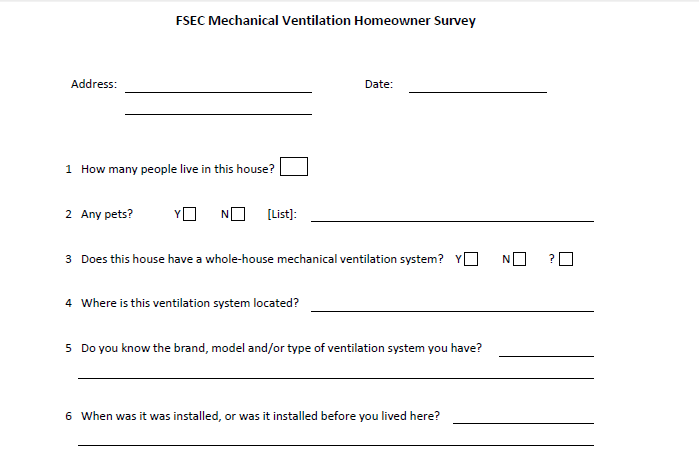 FSEC Mechanical Ventilation Homeowner Survey
Address: Date:
1 How many people live in this house?
2 Any pets? Y N [List]:
3 Does this house have a whole-house mechanical ventilation system? Y N ?
4 Where is this ventilation system located?
5 Do you know the brand, model and/or type of ventilation system you have?
6 When was it was installed, or was it installed before you lived here?